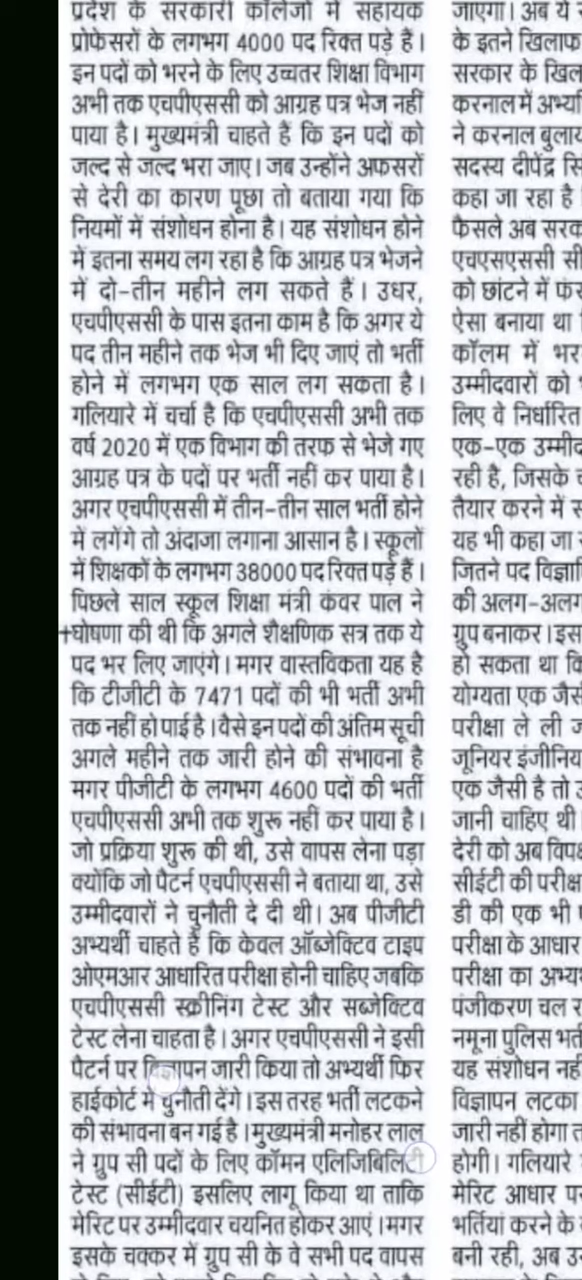 प्रदेश के सरकारी कॉलेजों में सहायक
प्रोफेसरों के लगभग 4000 पद रिक्त पड़े हैं।
इन पदों को भरने के लिए उच्चतर शिक्षा विभाग
अभी तक एचपीएससी को आग्रह पत्र भेज नहीं
पाया है। मुख्यमंत्री चाहते हैं कि इन पदों को
जल्द से जल्द भरा जाए। जब उन्होंने अफसरों
से देरी का कारण पूछा तो बताया गया कि
नियमों में संशोधन होना है। यह संशोधन होने
में इतना समय लग रहा है कि आग्रह पत्र भेजने
में दो-तीन महीने लग सकते हैं। उधर,
एचपीएससी के पास इतना काम है कि अगर ये
पद तीन महीने तक भेज भी दिए जाएं तो भर्ती
होने में लगभग एक साल लग सकता है।
गलियारे में चर्चा है कि एचपीएससी अभी तक
वर्ष 2020 में एक विभाग की तरफ से भेजे गए
आग्रह पत्र के पदों पर भर्ती नहीं कर पाया है।
अगर एचपीएससी में तीन-तीन साल भर्ती होने
में लगेंगे तो अंदाजा लगाना आसान है। स्कूलों
में शिक्षकों के लगभग 38000 पद रिक्त पड़े हैं।
पिछले साल स्कूल शिक्षा मंत्री कंवर पाल ने
घोषणा की थी कि अगले शैक्षणिक सत्र तक ये
पद भर लिए जाएंगे। मगर वास्तविकता यह है
कि टीजीटी के 7471 पदों की भी भर्ती अभी
तक नहीं हो पाई है। वैसे इन पदों की अंतिम सूची
अगले महीने तक जारी होने की संभावना है
मगर पीजीटी के लगभग 4600 पदों की भर्ती
एचपीएससी अभी तक शुरू नहीं कर पाया है।
जो प्रक्रिया शुरू की थी, उसे वापस लेना पड़ा
क्योंकि जो पैटर्न एचपीएससी ने बताया था, उसे
उम्मीदवारों ने चुनौती दे दी थी। अब पीजीटी
अभ्यर्थी चाहते हैं कि केवल ऑब्जेक्टिव टाइप
ओएमआर आधारित परीक्षा होनी चाहिए जबकि
एचपीएससी स्क्रीनिंग टेस्ट और सब्जेक्टिव
टेस्ट लेना चाहता है। अगर एचपीएससी ने इसी
पैटर्न पर विज्ञापन जारी किया तो अभ्यर्थी फिर
हाईकोर्ट में चुनौती देंगे। इस तरह भर्ती लटकने
की संभावना बन गई है। मुख्यमंत्री मनोहर लाल
ने ग्रुप सी पदों के लिए कॉमन एलिजिबिलिटी
टेस्ट (सीईटी) इसलिए लागू किया था ताकि
मेरिट पर उम्मीदवार चयनित होकर आएं। मगर
इसके चक्कर में ग्रुप सी के वे सभी पद वापस
जाएगा। अब ये
के इतने खिलाफ
सरकार के
करनाल में
ने करनाल
सदस्य दीपेंद्र
कहा जा रहा है
फैसले अब
एचएसएससी
को छांटने में
ऐसा बनाया था
कॉलम में भर
उम्मीदवारों को
लिए वे निर्धारित
एक-एक
रही है, जिसके
तैयार करने में
यह भी कहा जा
जितने पद
की अलग-अलग
ग्रुप बनाकर। इस
हो सकता था
योग्यता एक
परीक्षा ले ली
जूनियर
एक जैसी है तो
जानी चाहिए थी
देरी को अब
सीईटी की
डी की एक भी
परीक्षा के आधार
परीक्षा का
पंजीकरण चल
नमूना पुलिस
यह संशोधन
विज्ञापन लटका
जारी नहीं होगा
होगी। गलियारे
मेरिट आधार
भर्तियां करने के
बनी रही, अब